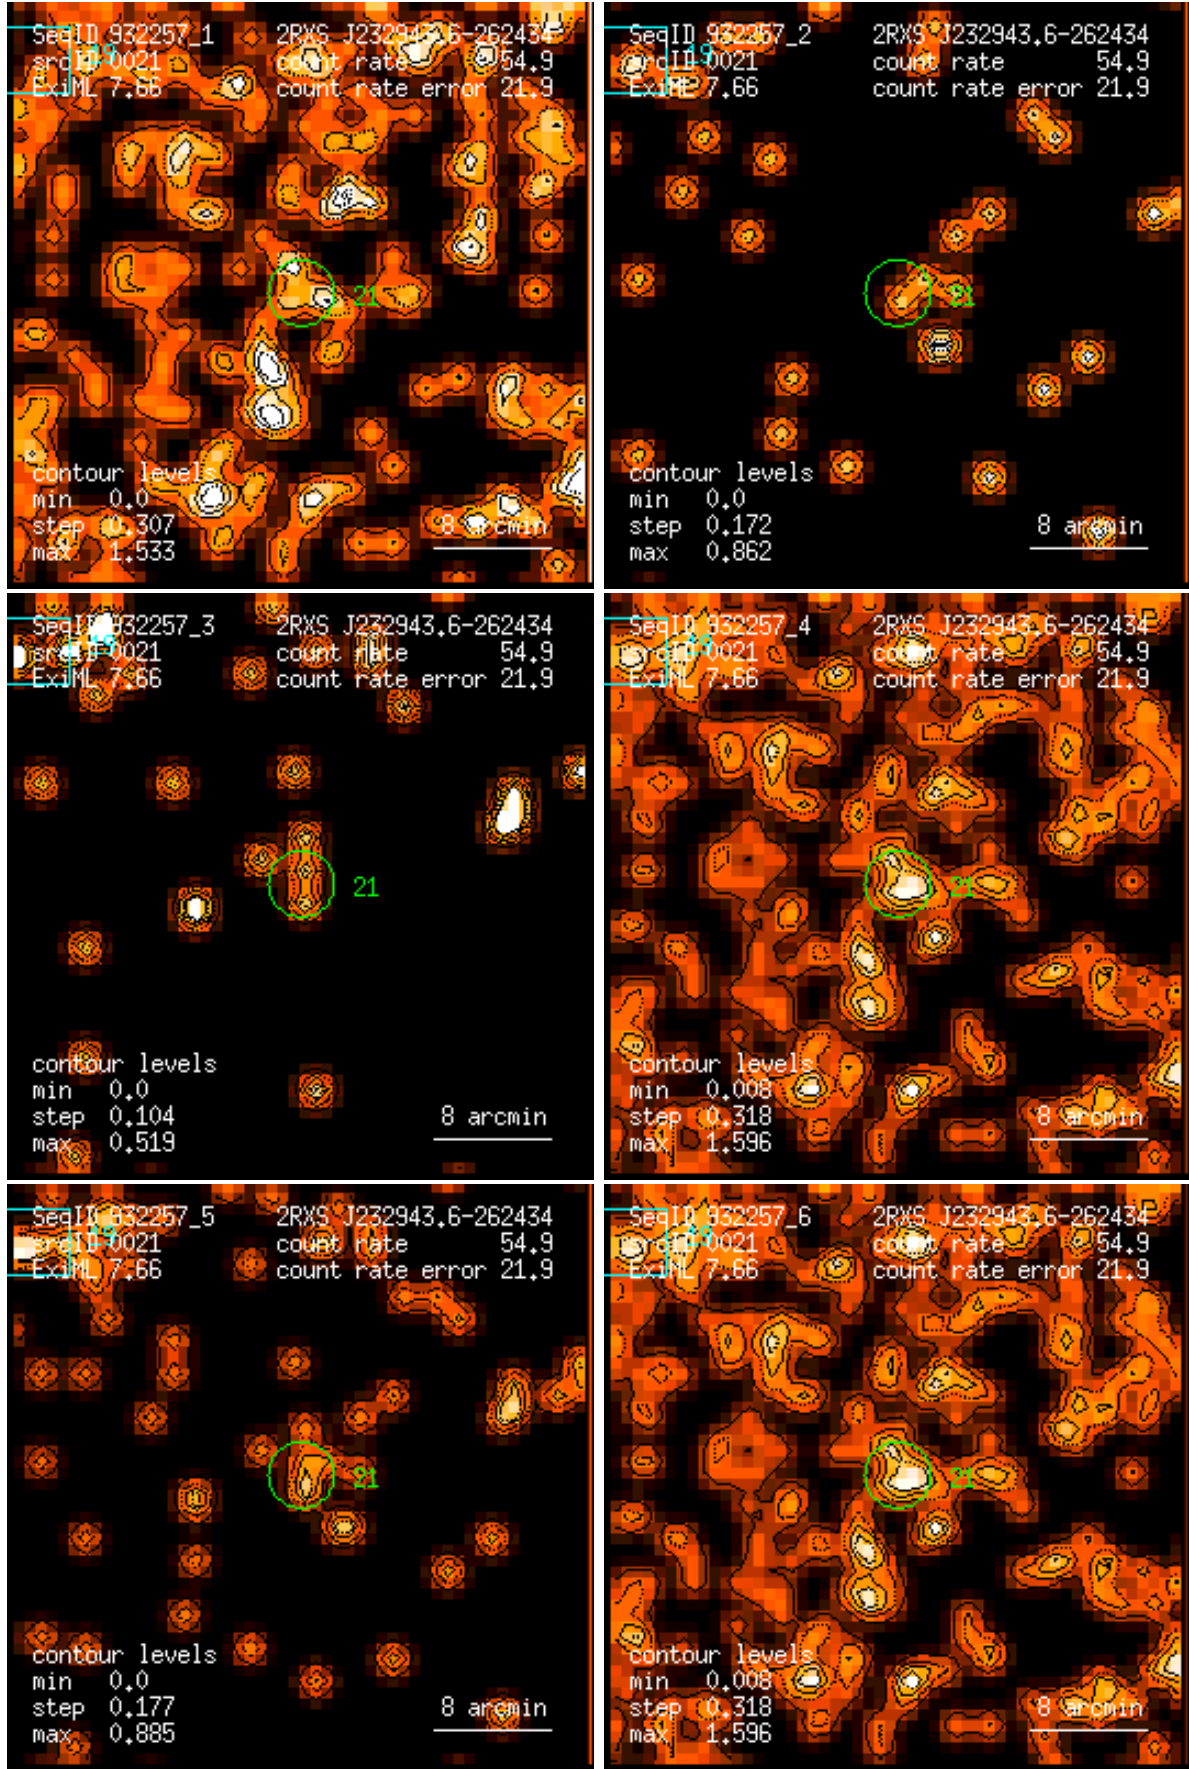 SeqID 932257_1 2RXS J232943.6-262434
srcID 0021 count rate 54.9
ExiML 7.66 count rate error 21.9
19
21
contour levels
min 0.0
step 0.307
max 1.533
8 arcmin
SeqID 932257_2 2RXS J232943.6-262434
srcID 0021 count rate 54.9
ExiML 7.66 count rate error 21.9
19
21
contour levels
min 0.0
step 0.172
max 0.862
8 arcmin
SeqID 932257_3 2RXS J232943.6-262434
srcID 0021 count rate 54.9
ExiML 7.66 count rate error 21.9
19
21
contour levels
min 0.0
step 0.104
max 0.519
8 arcmin
SeqID 932257_4 2RXS J232943.6-262434
srcID 0021 count rate 54.9
ExiML 7.66 count rate error 21.9
19
21
contour levels
min 0.008
step 0.318
max 1.596
8 arcmin
SeqID 932257_5 2RXS J232943.6-262434
srcID 0021 count rate 54.9
ExiML 7.66 count rate error 21.9
19
21
contour levels
min 0.0
step 0.177
max 0.885
8 arcmin
SeqID 932257_6 2RXS J232943.6-262434
srcID 0021 count rate 54.9
ExiML 7.66 count rate error 21.9
19
21
contour levels
min 0.008
step 0.318
max 1.596
8 arcmin